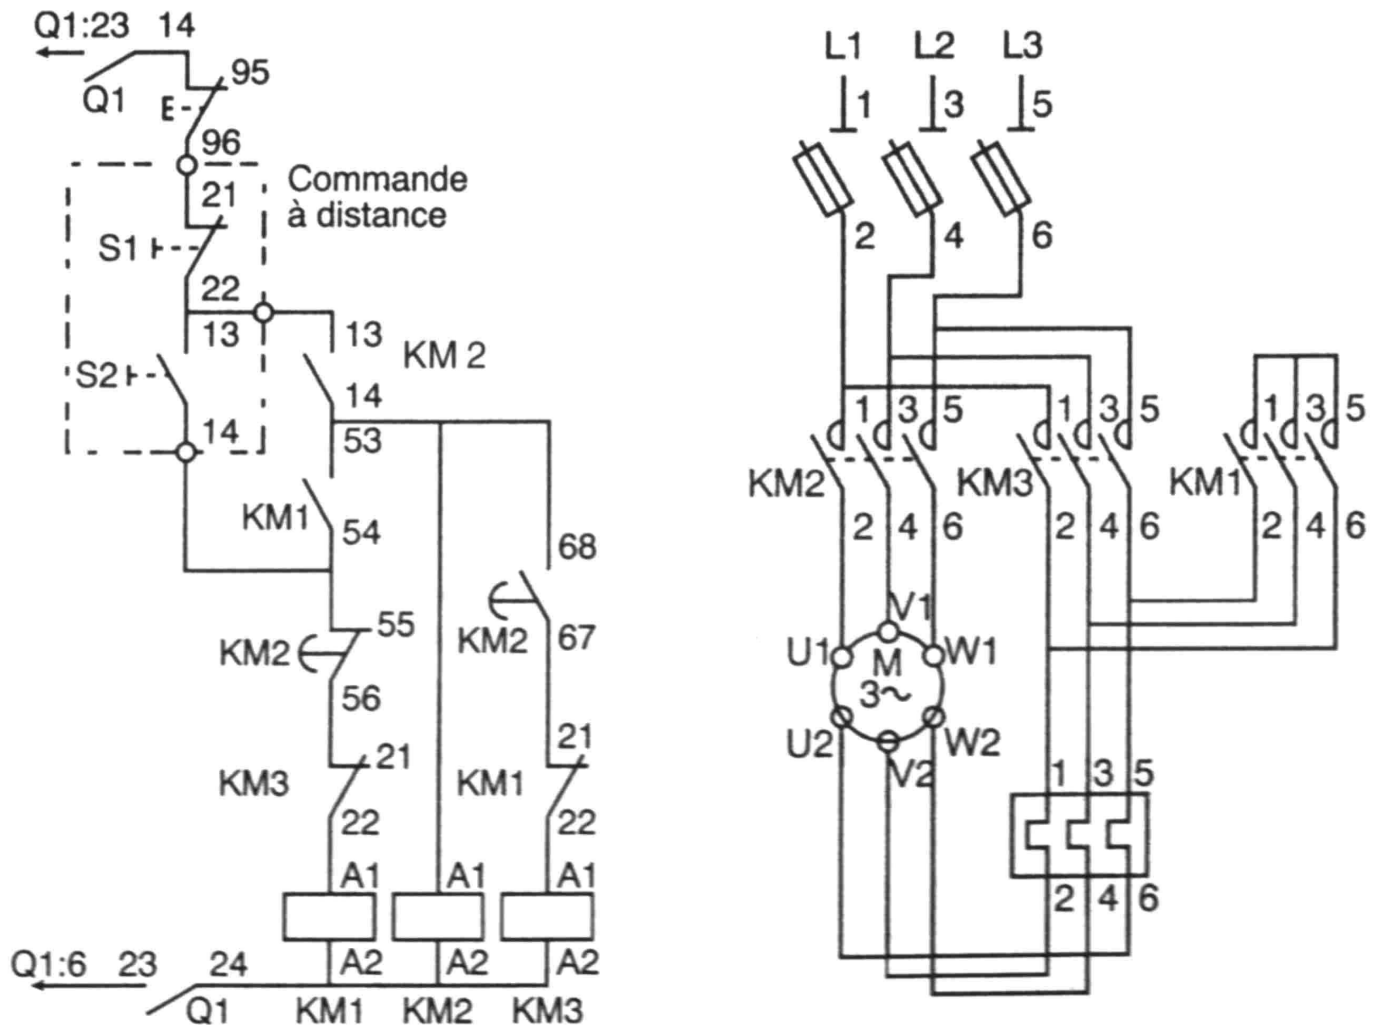 Q1:23 14
Q1
95
E
96
Commande
à distance
21
S1
22
13
S2
14
13
KM 2
14
53
KM1
54
68
KM2
67
KM2
55
56
KM3
21
22
KM1
21
22
A1
A1
A1
A2
A2
A2
Q1:6 23 24
Q1
KM1
KM2
KM3
L1
L2
L3
1
3
5
2
4
6
KM2
1
3
5
KM3
1
3
5
KM1
1
3
5
2
4
6
2
4
6
2
4
6
V1
U1
W1
M
3~
U2
W2
V2
1
3
5
2
4
6